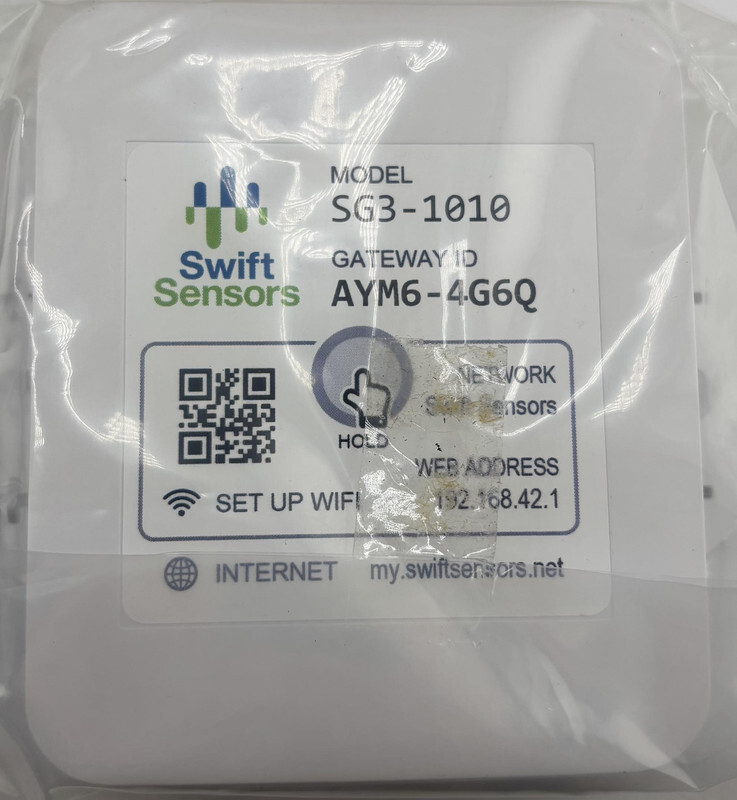 MODEL
SG3-1010
GATEWAY ID
AYM6-4G6Q
Swift
Sensors
HOLD
NETWORK
Swift Sensors
WEB ADDRESS
192.168.42.1
SET UP WIFI
INTERNET my.swiftsensors.net